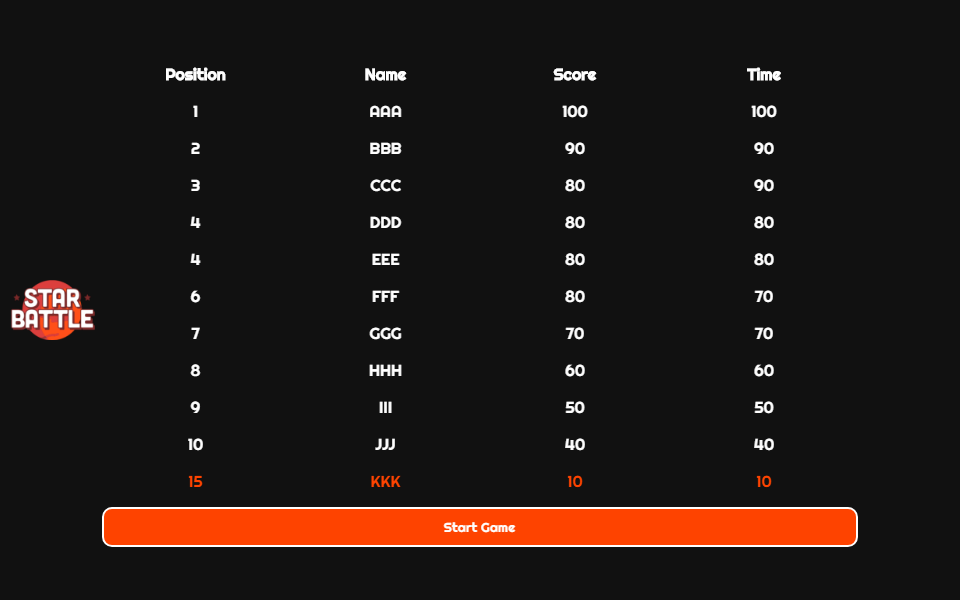 Position Name Score Time
1 AAA 100 100
2 BBB 90 90
3 CCC 80 90
4 DDD 80 80
4 EEE 80 80
6 FFF 80 70
STAR
BATTLE
7 GGG 70 70
8 HHH 60 60
9 III 50 50
10 JJJ 40 40
15 KKK 10 10
Start Game